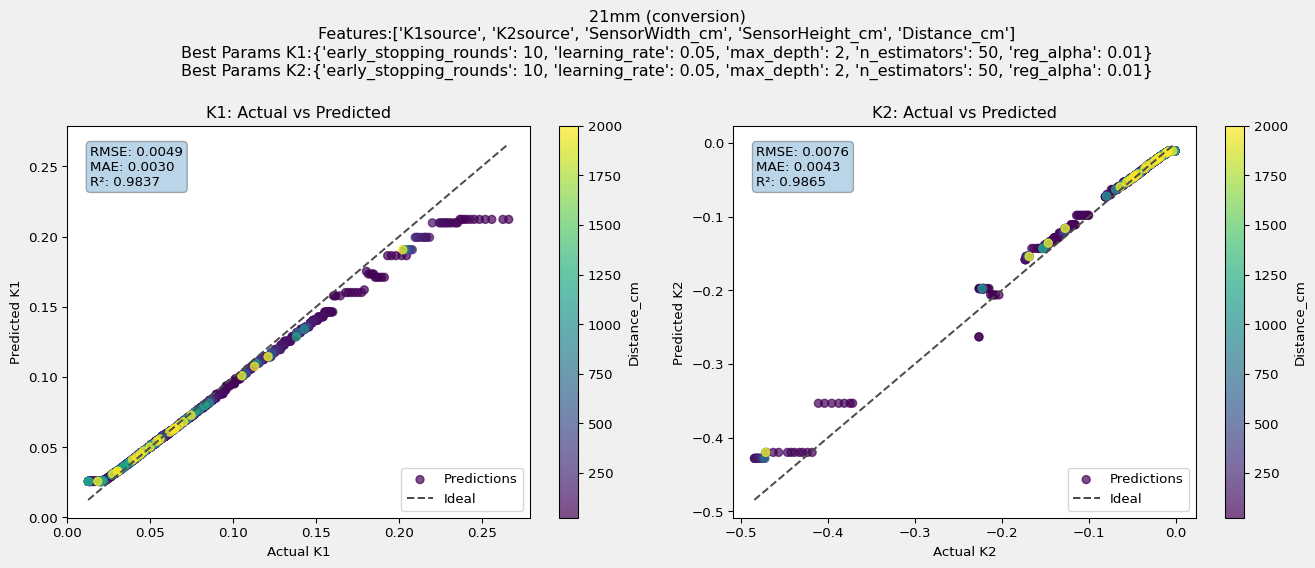 21mm (conversion)
Features:['K1source', 'K2source', 'SensorWidth_cm', 'SensorHeight_cm', 'Distance_cm']
Best Params K1:{'early_stopping_rounds': 10, 'learning_rate': 0.05, 'max_depth': 2, 'n_estimators': 50, 'reg_alpha': 0.01}
Best Params K2:{'early_stopping_rounds': 10, 'learning_rate': 0.05, 'max_depth': 2, 'n_estimators': 50, 'reg_alpha': 0.01}
K1: Actual vs Predicted
RMSE: 0.0049
MAE: 0.0030
R²: 0.9837
Predicted K1
0.25
0.20
0.15
0.10
0.05
0.00
0.00
0.05
0.10
0.15
0.20
0.25
Actual K1
Predictions
Ideal
2000
1750
1500
1250
1000
750
500
250
Distance_cm
K2: Actual vs Predicted
RMSE: 0.0076
MAE: 0.0043
R²: 0.9865
Predicted K2
0.0
−0.1
−0.2
−0.3
−0.4
−0.5
−0.5
−0.4
−0.3
−0.2
−0.1
0.0
Actual K2
Predictions
Ideal
2000
1750
1500
1250
1000
750
500
250
Distance_cm